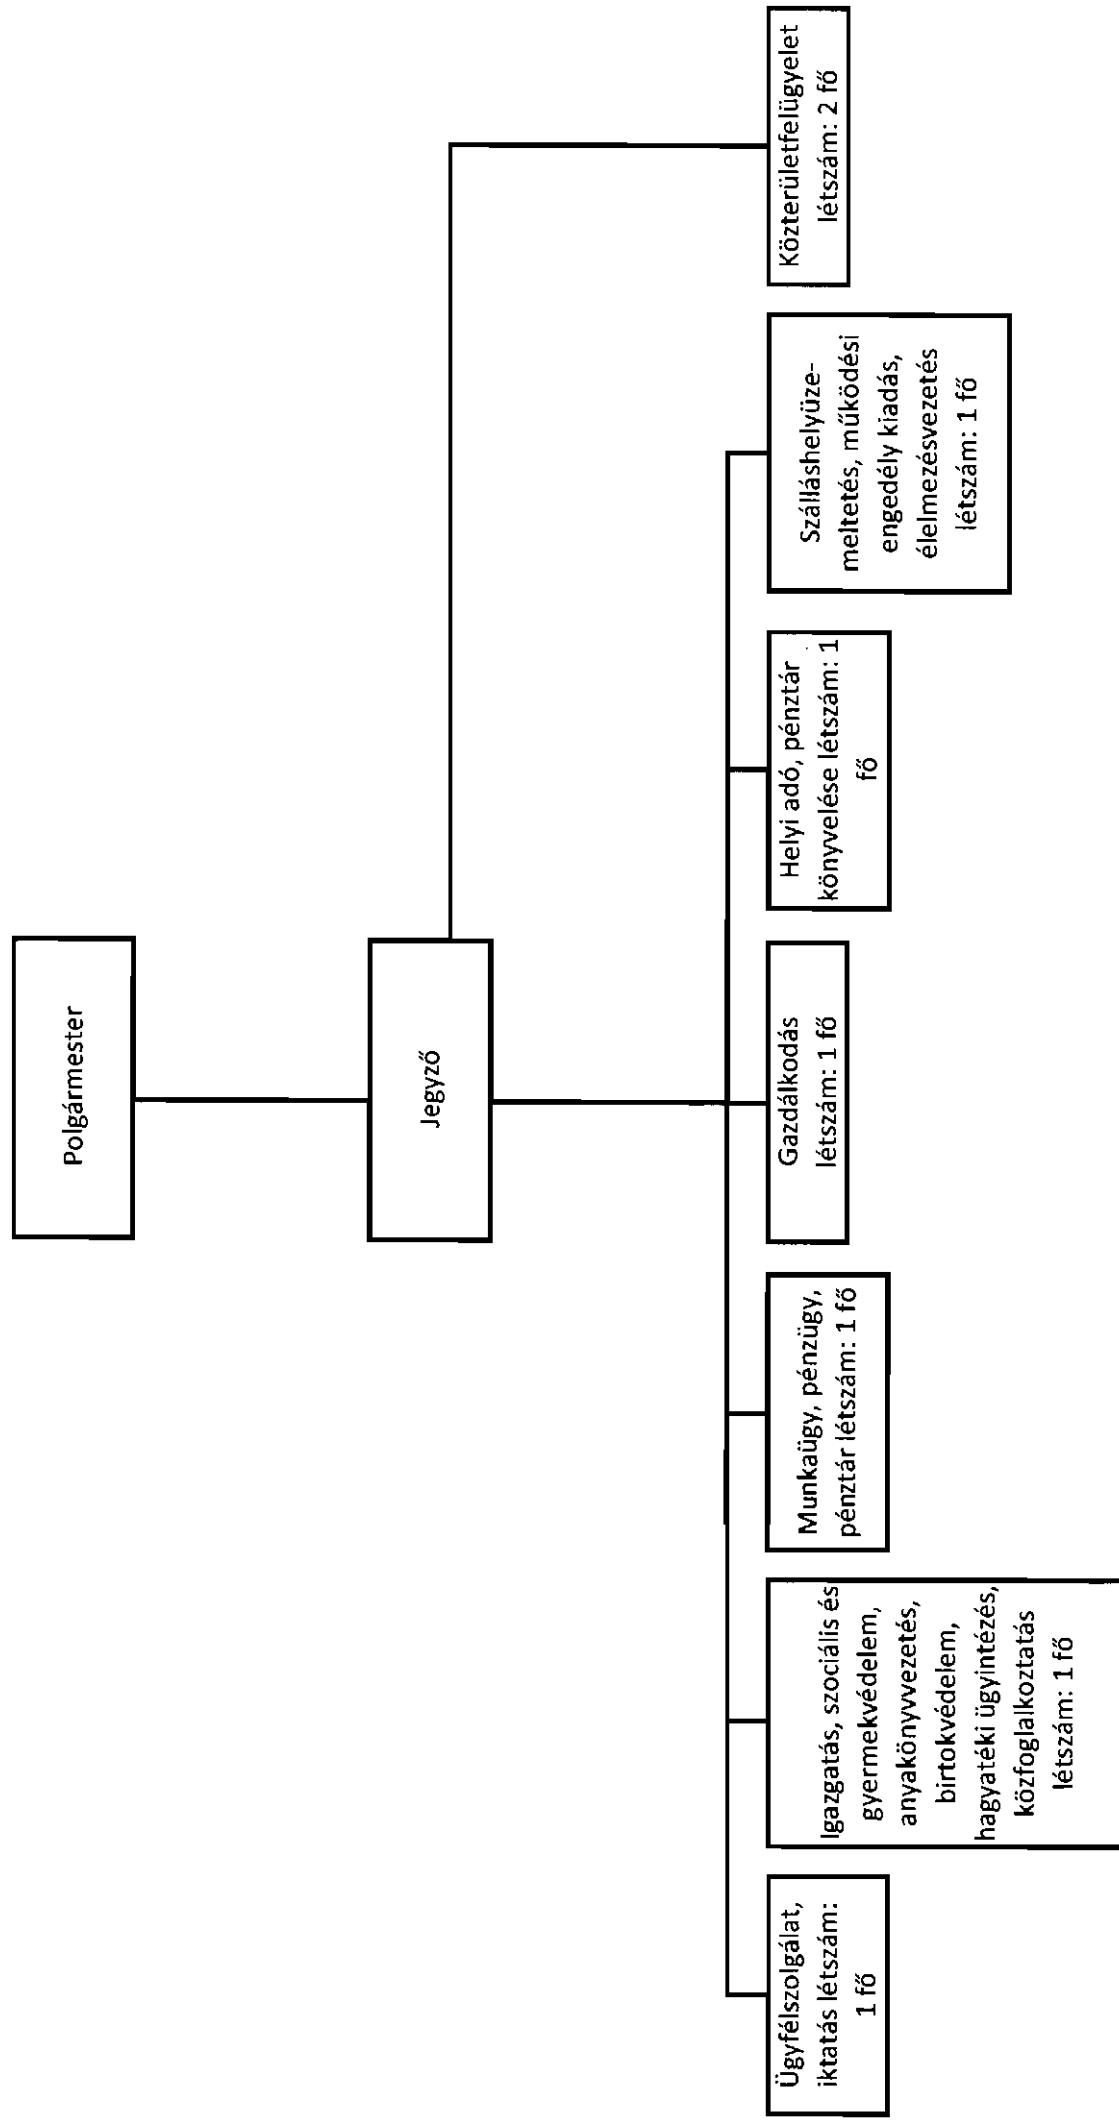 Polgármester
Jegyző
Ügyfélszolgálat,
iktatás létszám:
1 fő
Igazgatás, szociális és
gyermekvédelem,
anyakönyvvezetés,
birtokvédelem,
hagyatéki ügyintézés,
közfoglalkoztatás
létszám: 1 fő
Munkaügy, pénzügy,
pénztár létszám: 1 fő
Gazdálkodás
létszám: 1 fő
Helyi adó, pénztár
könyvelése létszám: 1
fő
Szálláshelyüze-
meltetés, működési
engedély kiadás,
élelmezésvezetés
létszám: 1 fő
Közterületfelügyelet
létszám: 2 fő